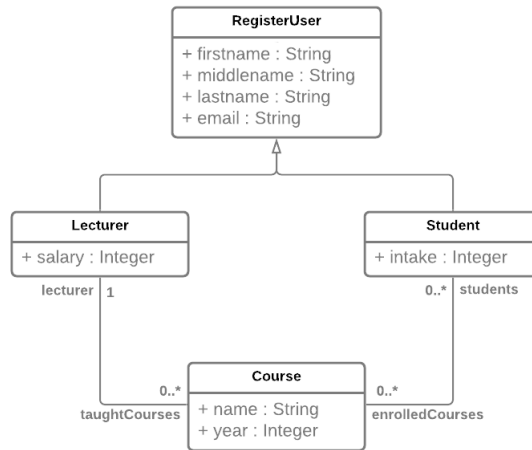 RegisterUser
+ firstname : String
+ middlename : String
+ lastname : String
+ email : String
Lecturer
+ salary : Integer
Student
+ intake : Integer
lecturer 1
0..* students
0..*
taughtCourses
Course
+ name : String
+ year : Integer
0..*
enrolledCourses